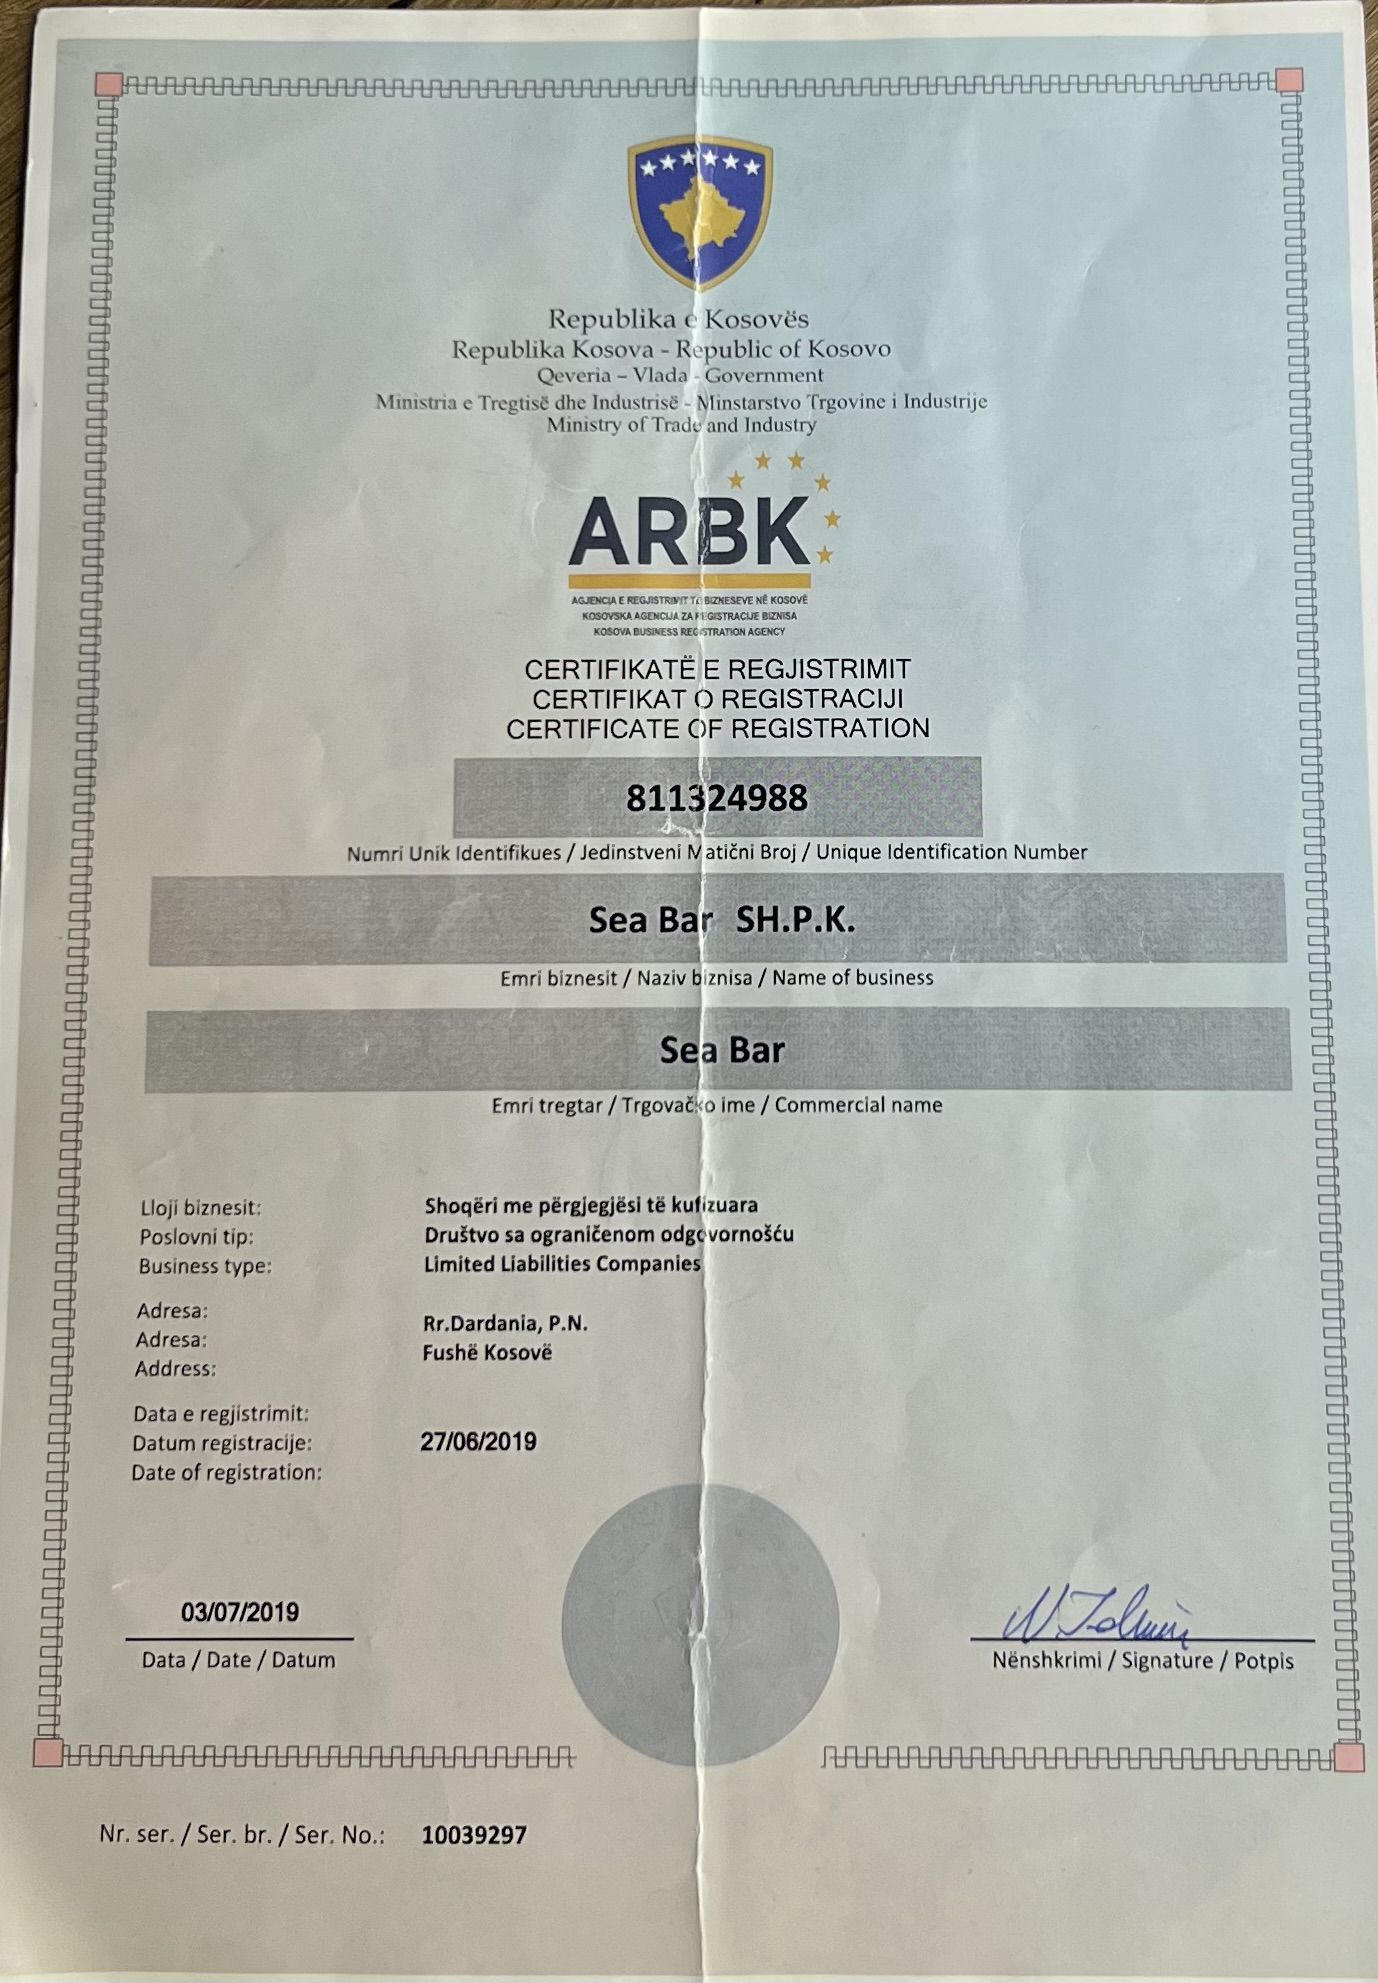 Republika e Kosovës
Republika Kosova - Republic of Kosovo
Qeveria – Vlada - Government
Ministria e Tregtisë dhe Industrisë - Minstarstvo Trgovine i Industrije
Ministry of Trade and Industry
ARBK
AGJENCIA E REGJISTRIMIT TË BIZNESEVE NË KOSOVË
KOSOVSKA AGENCIJA ZA REGISTRACIJE BIZNISA
KOSOVA BUSINESS REGISTRATION AGENCY
CERTIFIKATË E REGJISTRIMIT
CERTIFIKAT O REGISTRACIJI
CERTIFICATE OF REGISTRATION
811324988
Numri Unik Identifikues / Jedinstveni Matični Broj / Unique Identification Number
Sea Bar SH.P.K.
Emri biznesit / Naziv biznisa / Name of business
Sea Bar
Emri tregtar / Trgovačko ime / Commercial name
Lloji biznesit: Shoqëri me përgjegjësi të kufizuara
Poslovni tip: Društvo sa ograničenom odgovornošću
Business type: Limited Liabilities Companies
Adresa:
Rr.Dardania, P.N.
Adresa:
Fushë Kosovë
Address:
Data e regjistrimit:
Datum registracije: 27/06/2019
Date of registration:
03/07/2019
Data / Date / Datum
Nënshkrimi / Signature / Potpis
Nr. ser. / Ser. br. / Ser. No.: 10039297